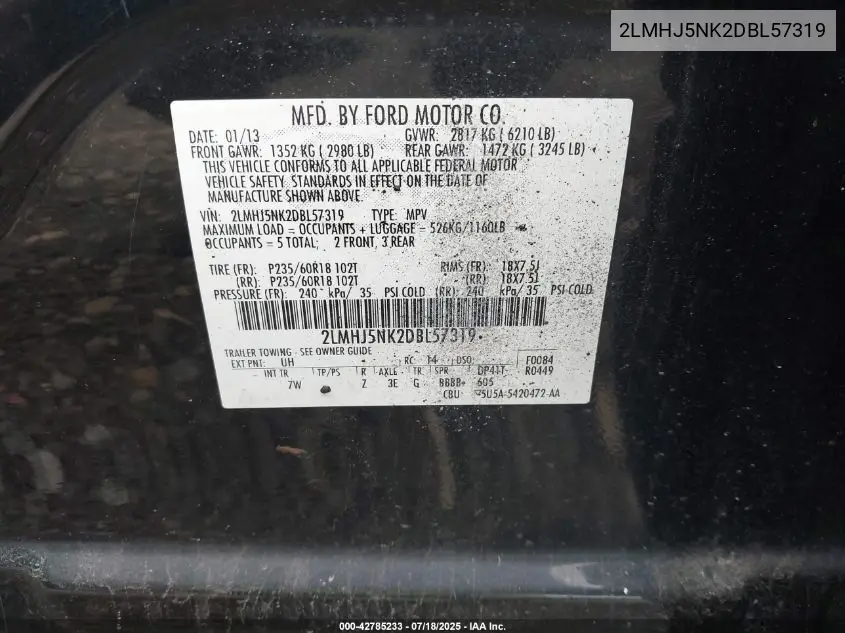 2LMHJ5NK2DBL57319
MFD. BY FORD MOTOR CO.
DATE: 01/13 GVWR: 2817 KG ( 6210 LB)
FRONT GAWR: 1352 KG ( 2980 LB) REAR GAWR: 1472 KG ( 3245 LB)
THIS VEHICLE CONFORMS TO ALL APPLICABLE FEDERAL MOTOR
VEHICLE SAFETY STANDARDS IN EFFECT ON THE DATE OF
MANUFACTURE SHOWN ABOVE.
VIN: 2LMHJ5NK2DBL57319 TYPE: MPV
MAXIMUM LOAD = OCCUPANTS + LUGGAGE = 526KG/1160LB
OCCUPANTS = 5 TOTAL; 2 FRONT, 3 REAR
TIRE (FR): P235/60R18 102T RIMS (FR): 18X7.5J
(RR): P235/60R18 102T (RR): 18X7.5J
PRESSURE (FR): 240 kPa/ 35 PSI COLD (RR): 240 kPa/ 35 PSI COLD
2LMHJ5NK2DBL57319
TRAILER TOWING - SEE OWNER GUIDE
EXT PNT: UH RC: 14 DSO: F0084
INT TR TP/PS R AXLE TR SPR DP41T R0449
7W 2 3E G BBBB 605
CBU 5U5A-5420472-AA
000-42785233 - 07/18/2025 - IAA Inc.